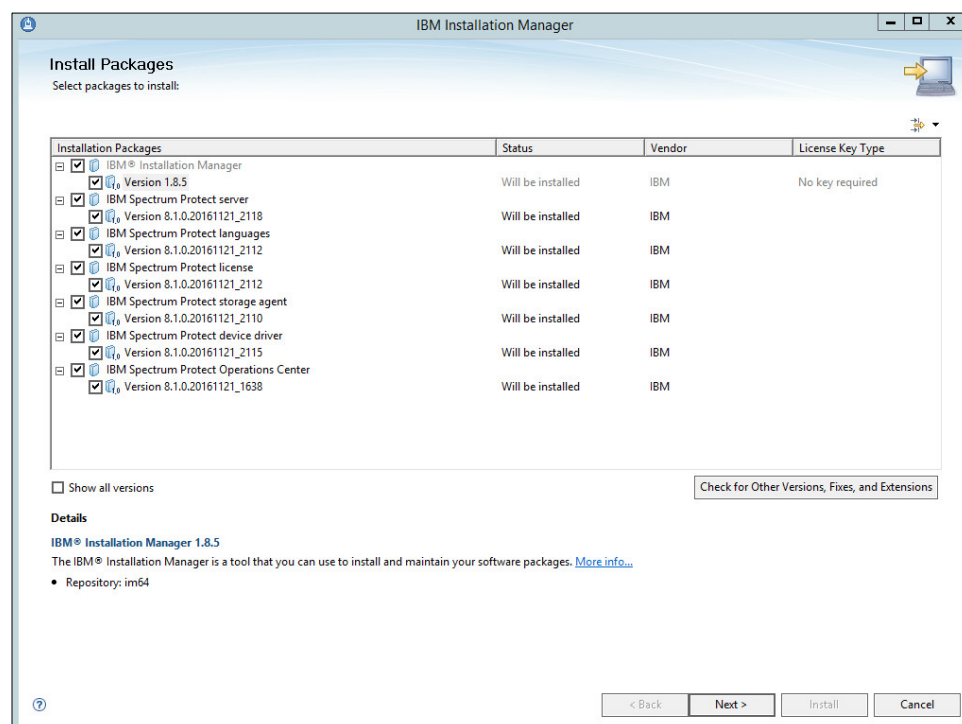 IBM Installation Manager
Install Packages
Select packages to install:
Installation Packages Status Vendor License Key Type
IBM® Installation Manager
Version 1.8.5 Will be installed IBM No key required
IBM Spectrum Protect server
Version 8.1.0.20161121_2118 Will be installed IBM
IBM Spectrum Protect languages
Version 8.1.0.20161121_2112 Will be installed IBM
IBM Spectrum Protect license
Version 8.1.0.20161121_2112 Will be installed IBM
IBM Spectrum Protect storage agent
Version 8.1.0.20161121_2110 Will be installed IBM
IBM Spectrum Protect device driver
Version 8.1.0.20161121_2115 Will be installed IBM
IBM Spectrum Protect Operations Center
Version 8.1.0.20161121_1638 Will be installed IBM
Show all versions Check for Other Versions, Fixes, and Extensions
Details
IBM® Installation Manager 1.8.5
The IBM® Installation Manager is a tool that you can use to install and maintain your software packages. More info...
• Repository: im64
? < Back Next > Install Cancel